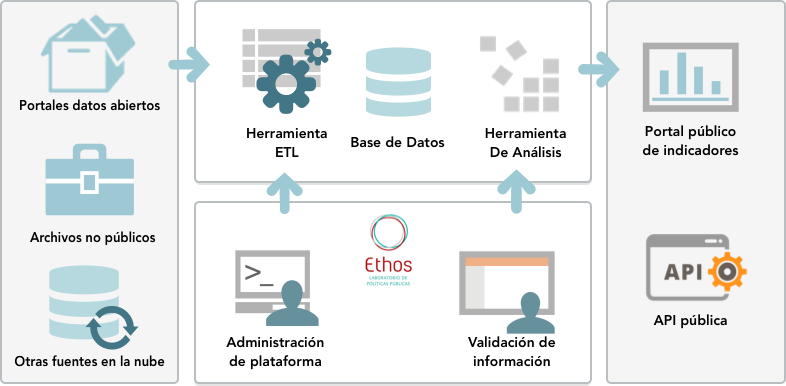 Portales datos abiertos
Archivos no públicos
Otras fuentes en la nube
Herramienta
ETL
Base de Datos
Herramienta
De Análisis
>_
Administración
de plataforma
Ethos
LABORATORIO DE
POLÍTICAS PÚBLICAS
Validación de
información
Portal público
de indicadores
API
API pública